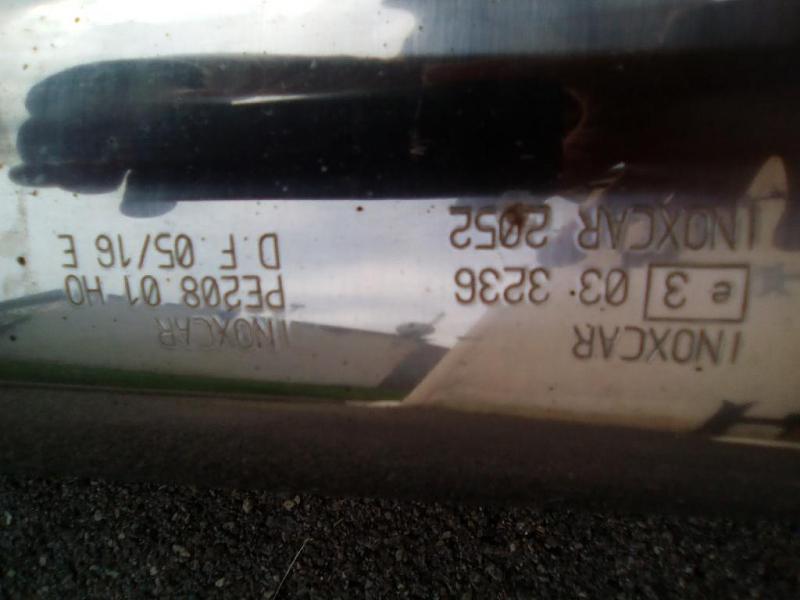 INOXCAR
e 3 03·3236
INOXCAR 2052
INOXCAR
PE208.01 HO
D.F. 05/16 E